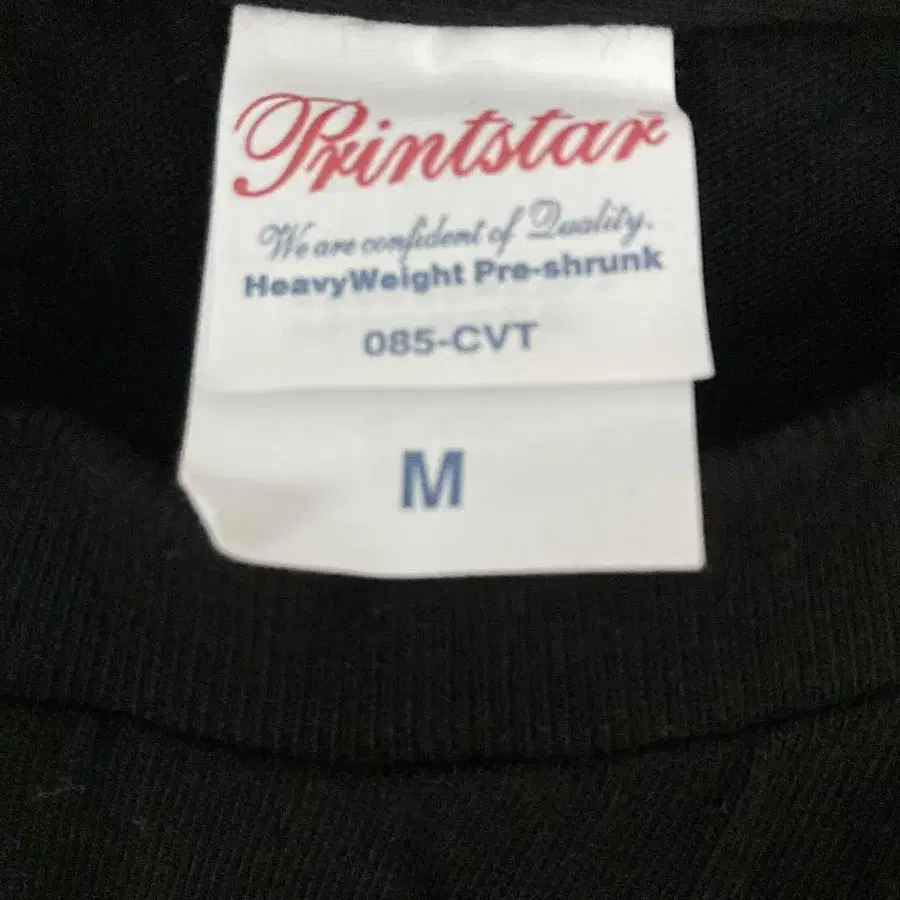 Printstar
We are confident of Quality.
HeavyWeight Pre-shrunk
085-CVT
M